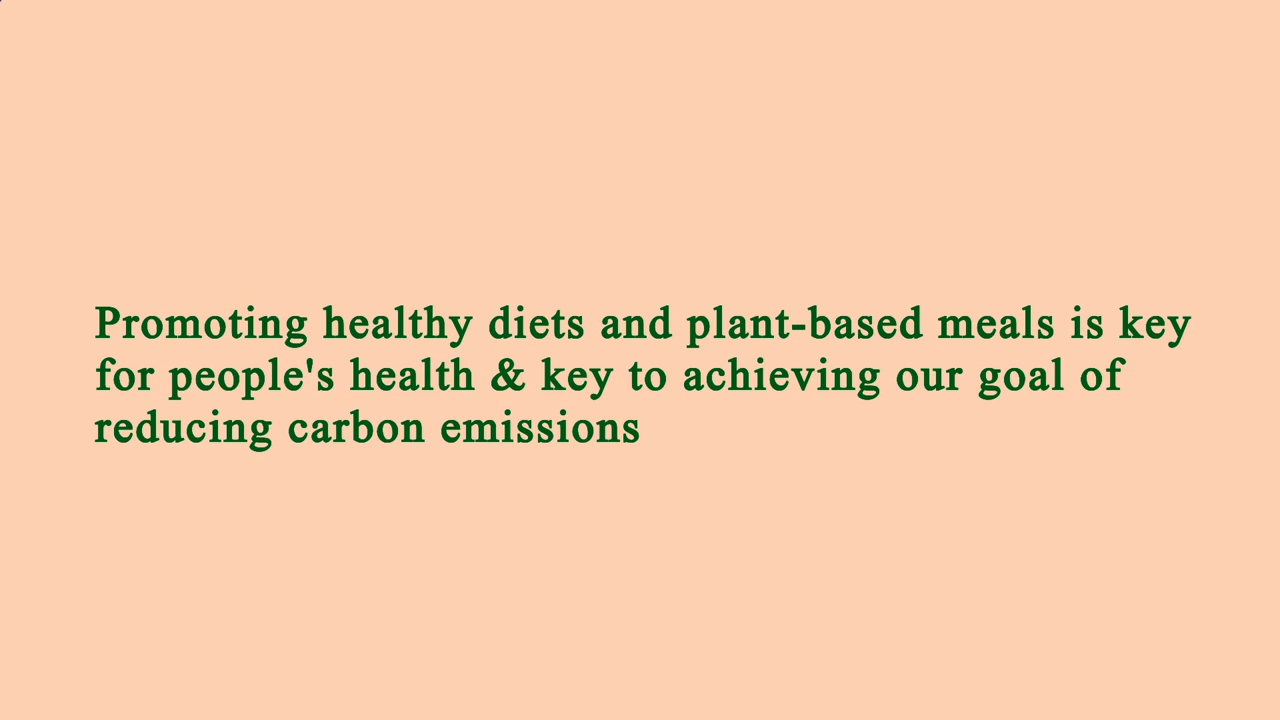 Promoting healthy diets and plant-based meals is key
for people's health & key to achieving our goal of
reducing carbon emissions